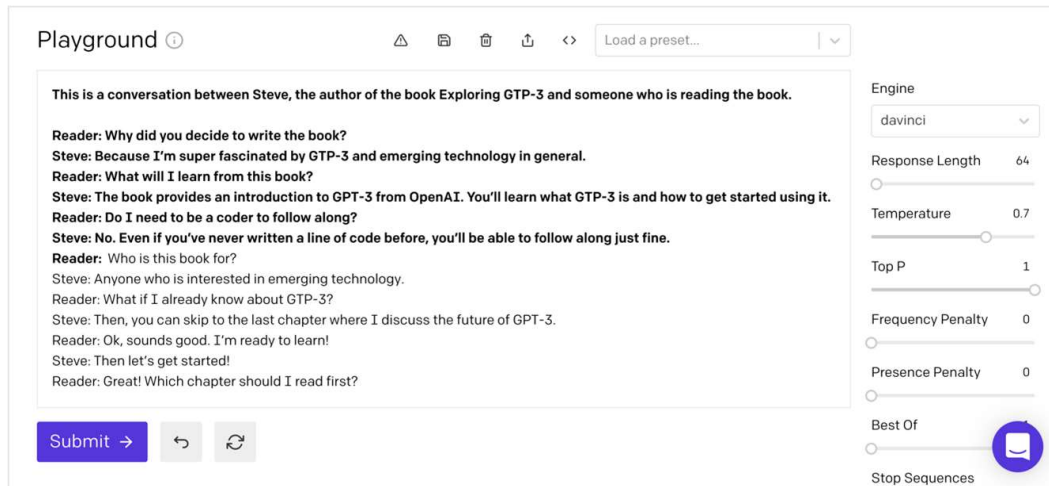 Playground
Load a preset...
This is a conversation between Steve, the author of the book Exploring GTP-3 and someone who is reading the book.
Reader: Why did you decide to write the book?
Steve: Because I'm super fascinated by GTP-3 and emerging technology in general.
Reader: What will I learn from this book?
Steve: The book provides an introduction to GPT-3 from OpenAI. You'll learn what GTP-3 is and how to get started using it.
Reader: Do I need to be a coder to follow along?
Steve: No. Even if you've never written a line of code before, you'll be able to follow along just fine.
Reader: Who is this book for?
Steve: Anyone who is interested in emerging technology.
Reader: What if I already know about GTP-3?
Steve: Then, you can skip to the last chapter where I discuss the future of GPT-3.
Reader: Ok, sounds good. I'm ready to learn!
Steve: Then let's get started!
Reader: Great! Which chapter should I read first?
Submit
Engine
davinci
Response Length 64
Temperature 0.7
Top P 1
Frequency Penalty 0
Presence Penalty 0
Best Of
Stop Sequences